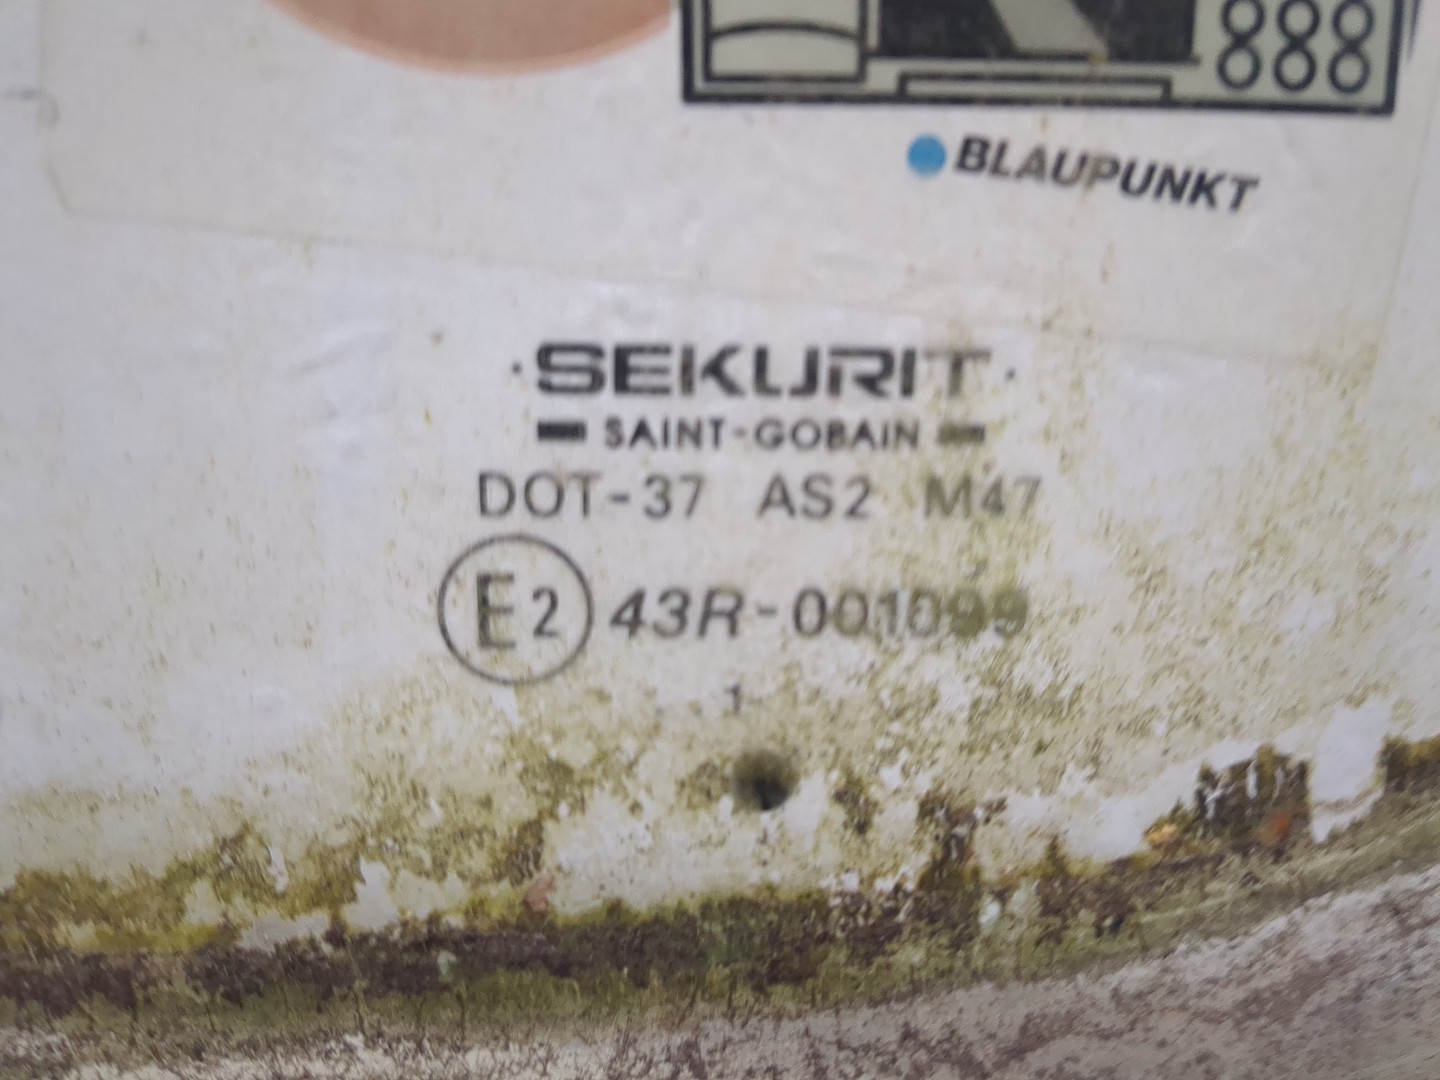 888
BLAUPUNKT
· SEKURIT ·
SAINT-GOBAIN
DOT-37 AS2 M47
E2 43R-001099
1